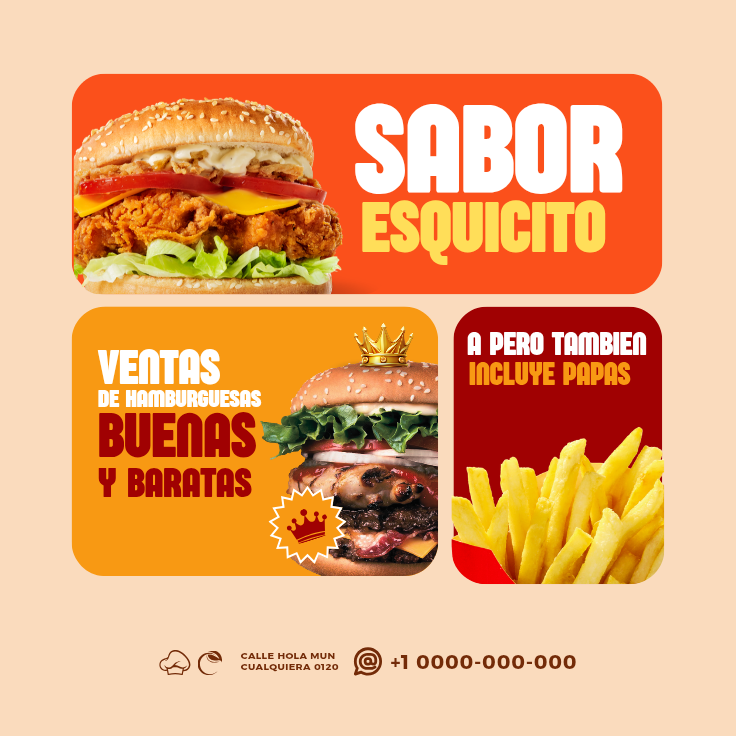 SABOR
ESQUICITO
VENTAS
DE HAMBURGUESAS
BUENAS
Y BARATAS
A PERO TAMBIEN
INCLUYE PAPAS
CALLE HOLA MUN
CUALQUIERA 0120
+1 0000-000-000